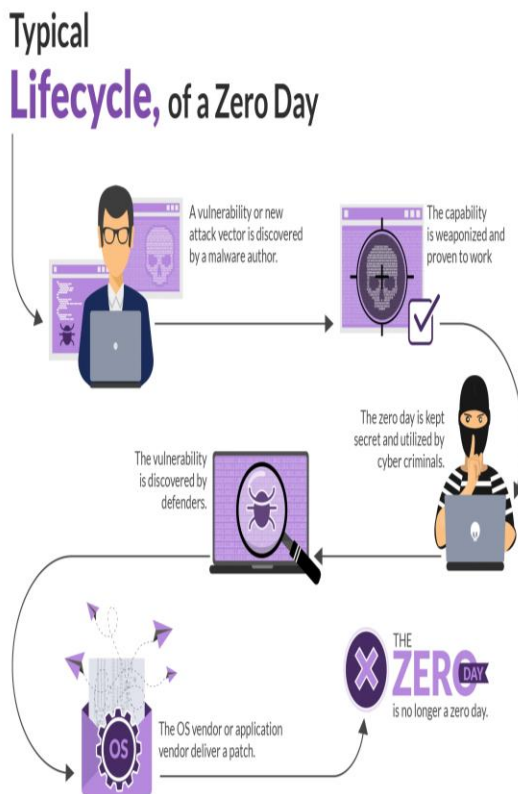 Typical
Lifecycle, of a Zero Day
A vulnerability or new
attack vector is discovered
by a malware author.
The capability
is weaponized and
proven to work
The zero day is kept
secret and utilized by
cyber criminals.
The vulnerability
is discovered by
defenders.
The OS vendor or application
vendor deliver a patch.
OS
THE
ZERO DAY
is no longer a zero day.